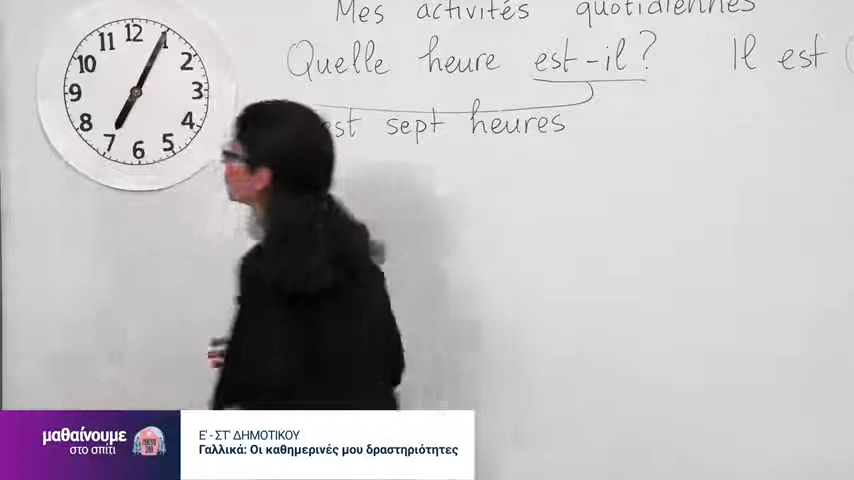 Mes activités quotidiennes
Quelle heure est-il? Il est (
est sept heures
12
1
2
3
4
5
6
7
8
9
10
11
μαθαίνουμε
στο σπίτι
Ε' - ΣΤ' ΔΗΜΟΤΙΚΟΥ
Γαλλικά: Οι καθημερινές μου δραστηριότητες